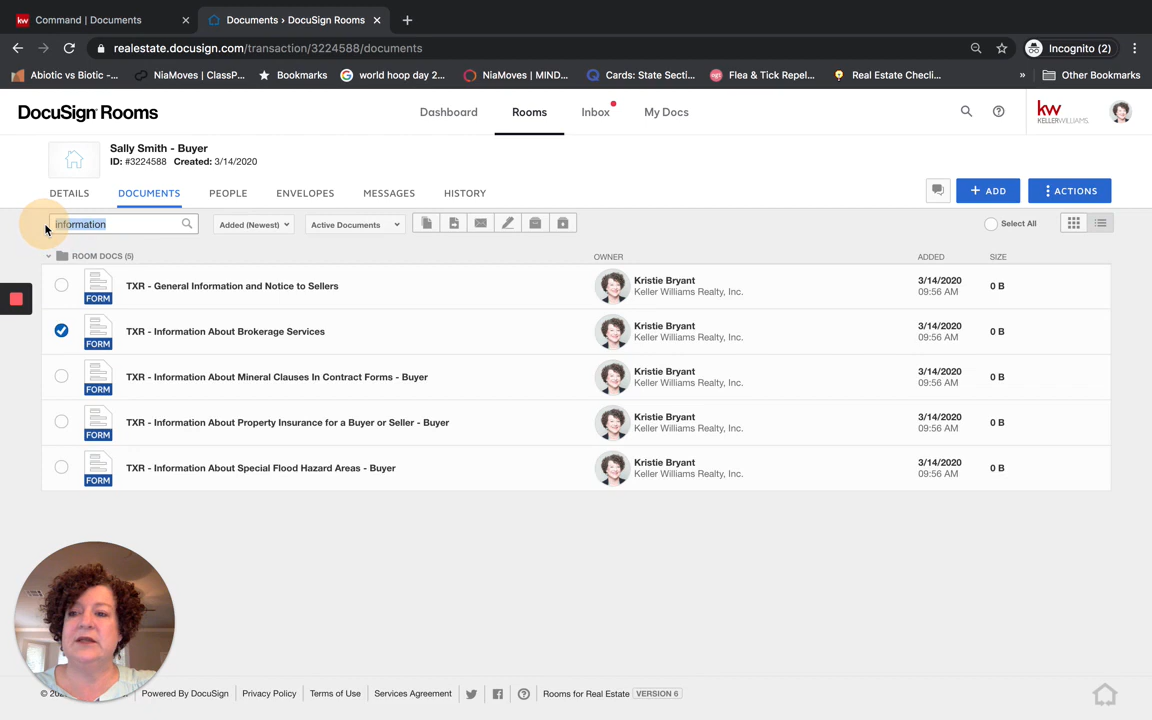 Command | Documents
Documents › DocuSign Rooms
realestate.docusign.com/transaction/3224588/documents
Incognito (2)
Abiotic vs Biotic -...
NiaMoves | ClassP...
Bookmarks
world hoop day 2...
NiaMoves | MIND...
Cards: State Secti...
Flea & Tick Repel...
Real Estate Checli...
»
Other Bookmarks
DocuSign Rooms
Dashboard
Rooms
Inbox
My Docs
kw
KELLERWILLIAMS.
Sally Smith - Buyer
ID: #3224588 Created: 3/14/2020
DETAILS
DOCUMENTS
PEOPLE
ENVELOPES
MESSAGES
HISTORY
+ ADD
ACTIONS
information
Added (Newest)
Active Documents
Select All
ROOM DOCS (5)
OWNER
ADDED
SIZE
FORM
TXR - General Information and Notice to Sellers
Kristie Bryant
Keller Williams Realty, Inc.
3/14/2020
09:56 AM
0 B
FORM
TXR - Information About Brokerage Services
Kristie Bryant
Keller Williams Realty, Inc.
3/14/2020
09:56 AM
0 B
FORM
TXR - Information About Mineral Clauses In Contract Forms - Buyer
Kristie Bryant
Keller Williams Realty, Inc.
3/14/2020
09:56 AM
0 B
FORM
TXR - Information About Property Insurance for a Buyer or Seller - Buyer
Kristie Bryant
Keller Williams Realty, Inc.
3/14/2020
09:56 AM
0 B
FORM
TXR - Information About Special Flood Hazard Areas - Buyer
Kristie Bryant
Keller Williams Realty, Inc.
3/14/2020
09:56 AM
0 B
Powered By DocuSign
Privacy Policy
Terms of Use
Services Agreement
Rooms for Real Estate VERSION 6